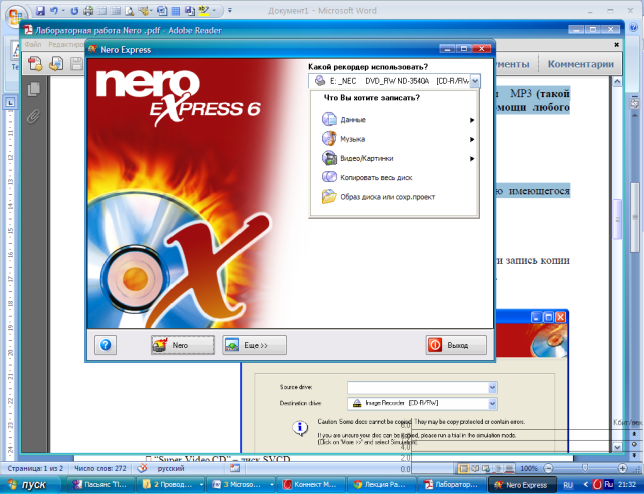 Документ1 - Microsoft Word
Лабораторная работа Nero .pdf - Adobe Reader
Файл
Nero Express
Комментарии
nero
EXPRESS 6
Какой рекордер использовать?
E: _NEC DVD_RW ND-3540A [CD-R/RW]
Что Вы хотите записать?
Данные
Музыка
Видео/Картинки
Копировать весь диск
Образ диска или сохр.проект
MP3 (такой
помощи любого
имеющегося
запись копии
Nero
Еще >>
Выход
Source drive:
Destination drive:
Image Recorder [CD-R/RW]
Caution: Some discs cannot be copied. They may be copy protected or contain errors.
If you are unsure your disc can be copied, please run a trial in the simulation mode.
(Click on "More >>" and select Simulation)
0.0
"Super Video CD" – диск SVCD
Страница: 1 из 2
Число слов: 272
русский
100%
пуск
Пасьянс "П...
2 Провод...
3 Microso...
Коннект М...
Лекция Ра...
Лаборатор...
Nero Express
RU
Ru
21:32